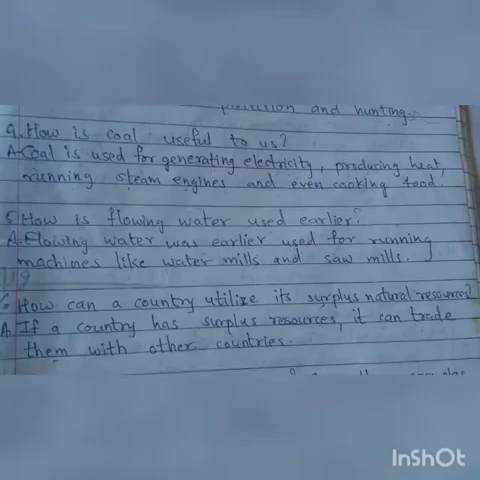 pollution and hunting.
4. How is coal useful to us?
A- Coal is used for generating electricity, producing heat,
running steam engines and even cooking food.
5. How is flowing water used earlier?
A- Flowing water was earlier used for running
machines like water mills and saw mills.
6. How can a country utilize its surplus natural resources?
A. If a country has surplus resources, it can trade
them with other countries.
InShOt